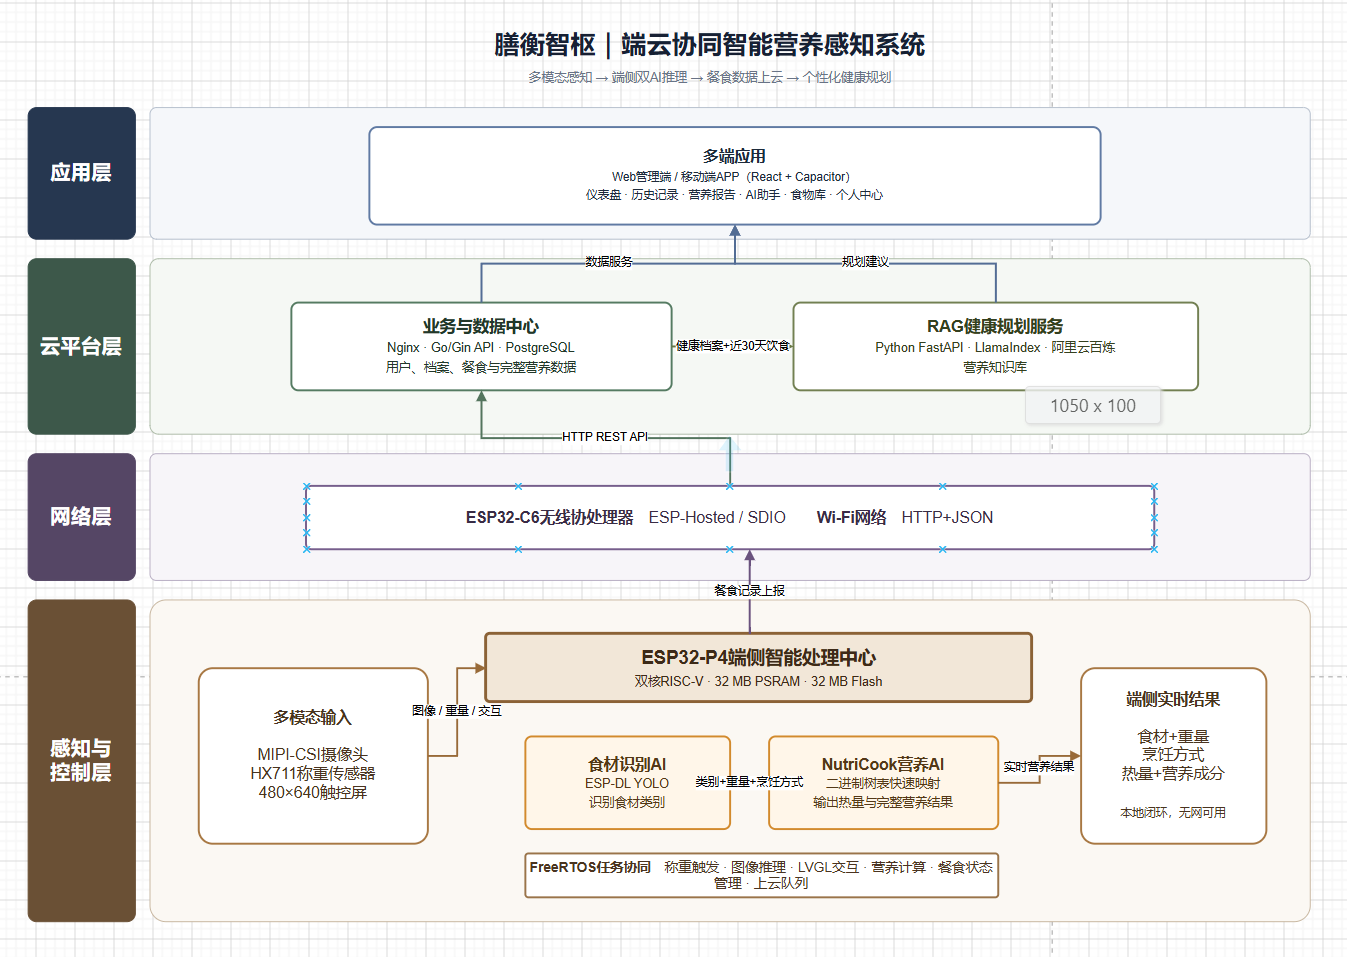 膳衡智枢｜端云协同智能营养感知系统
多模态感知 → 端侧双AI推理 → 餐食数据上云 → 个性化健康规划
应用层
多端应用
Web管理端 / 移动端APP（React + Capacitor）
仪表盘 · 历史记录 · 营养报告 · AI助手 · 食物库 · 个人中心
数据服务
规划建议
云平台层
业务与数据中心
Nginx · Go/Gin API · PostgreSQL
用户、档案、餐食与完整营养数据
健康档案+近30天饮食
RAG健康规划服务
Python FastAPI · LlamaIndex · 阿里云百炼
营养知识库
1050 x 100
HTTP REST API
网络层
ESP32-C6无线协处理器 ESP-Hosted / SDIO Wi-Fi网络 HTTP+JSON
餐食记录上报
感知与
控制层
ESP32-P4端侧智能处理中心
双核RISC-V · 32 MB PSRAM · 32 MB Flash
多模态输入
MIPI-CSI摄像头
HX711称重传感器
480×640触控屏
图像 / 重量 / 交互
食材识别AI
ESP-DL YOLO
识别食材类别
类别+重量+烹饪方式
NutriCook营养AI
二进制树表快速映射
输出热量与完整营养结果
实时营养结果
端侧实时结果
食材+重量
烹饪方式
热量+营养成分
本地闭环，无网可用
FreeRTOS任务协同 称重触发 · 图像推理 · LVGL交互 · 营养计算 · 餐食状态
管理 · 上云队列